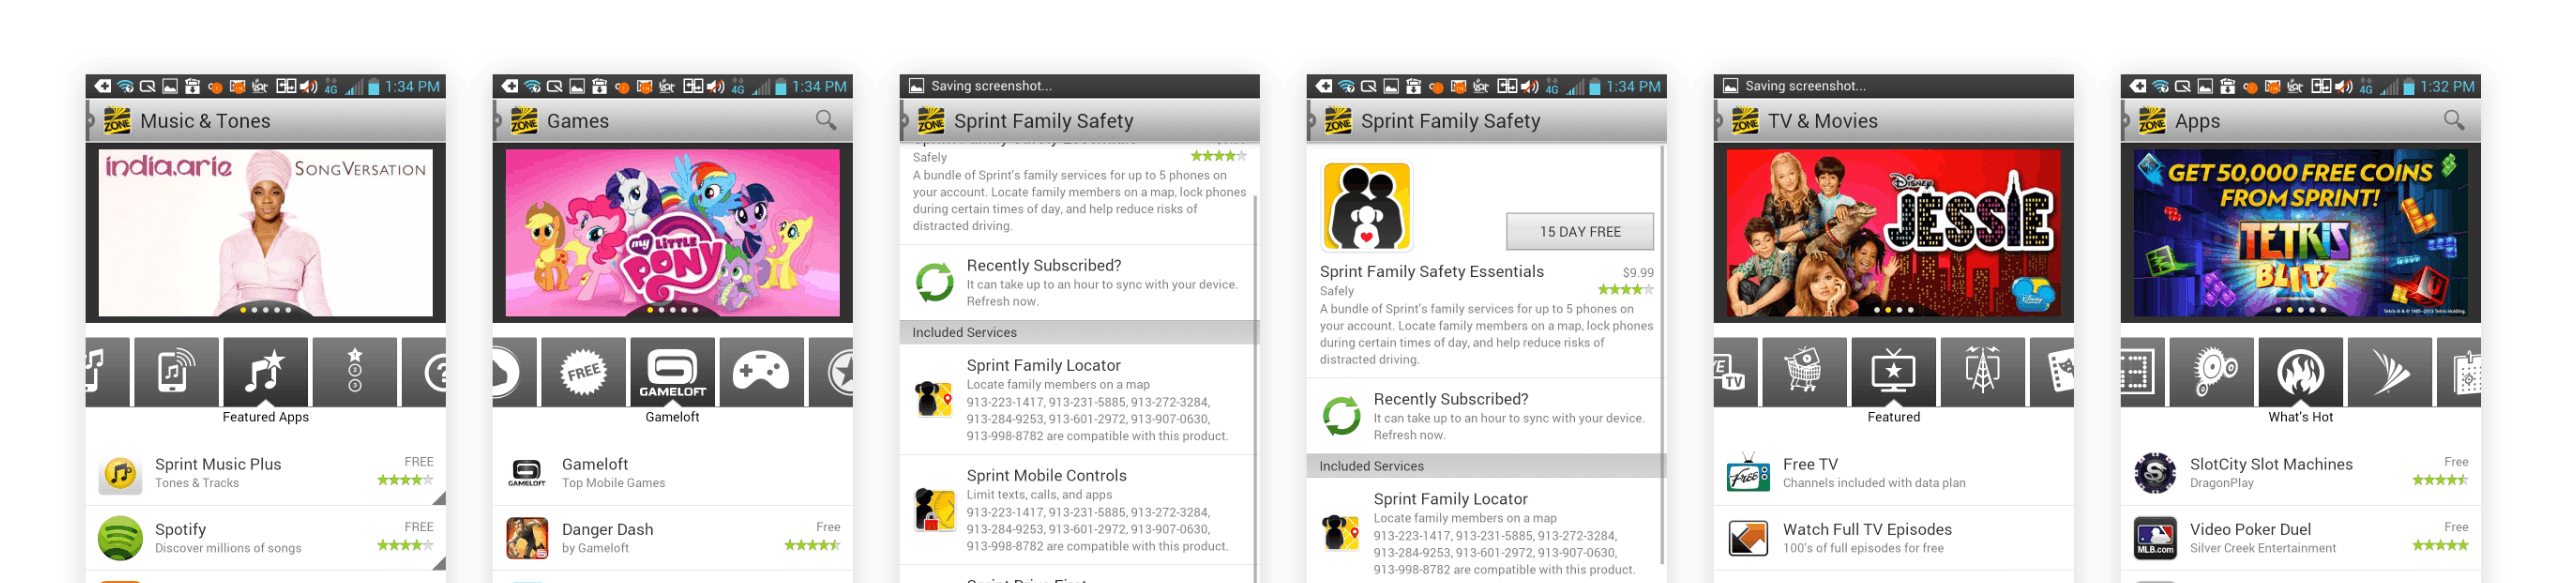 4G 1:34 PM
ZONE Music & Tones
india.arie SONGVERSATION
Featured Apps
Sprint Music Plus FREE
Tones & Tracks
Spotify FREE
Discover millions of songs
4G 1:34 PM
ZONE Games
my LITTLE PONY
FREE GAMELOFT
Gameloft
GAMELOFT Gameloft
Top Mobile Games
Danger Dash Free
by Gameloft
Saving screenshot...
ZONE Sprint Family Safety
Safely
A bundle of Sprint's family services for up to 5 phones on
your account. Locate family members on a map, lock phones
during certain times of day, and help reduce risks of
distracted driving.
Recently Subscribed?
It can take up to an hour to sync with your device.
Refresh now.
Included Services
Sprint Family Locator
Locate family members on a map
913-223-1417, 913-231-5885, 913-272-3284,
913-284-9253, 913-601-2972, 913-907-0630,
913-998-8782 are compatible with this product.
Sprint Mobile Controls
Limit texts, calls, and apps
913-223-1417, 913-231-5885, 913-272-3284,
913-284-9253, 913-601-2972, 913-907-0630,
913-998-8782 are compatible with this product.
4G 1:34 PM
ZONE Sprint Family Safety
15 DAY FREE
Sprint Family Safety Essentials $9.99
Safely
A bundle of Sprint's family services for up to 5 phones on
your account. Locate family members on a map, lock phones
during certain times of day, and help reduce risks of
distracted driving.
Recently Subscribed?
It can take up to an hour to sync with your device.
Refresh now.
Included Services
Sprint Family Locator
Locate family members on a map
913-223-1417, 913-231-5885, 913-272-3284,
913-284-9253, 913-601-2972, 913-907-0630,
913-998-8782 are compatible with this product.
Saving screenshot...
ZONE TV & Movies
Disney JESSIE
TV
Featured
Free TV
Channels included with data plan
Watch Full TV Episodes
100's of full episodes for free
4G 1:32 PM
ZONE Apps
GET 50,000 FREE COINS
FROM SPRINT!
TETRIS
BLITZ
What's Hot
SlotCity Slot Machines Free
DragonPlay
MLB.com Video Poker Duel Free
Silver Creek Entertainment